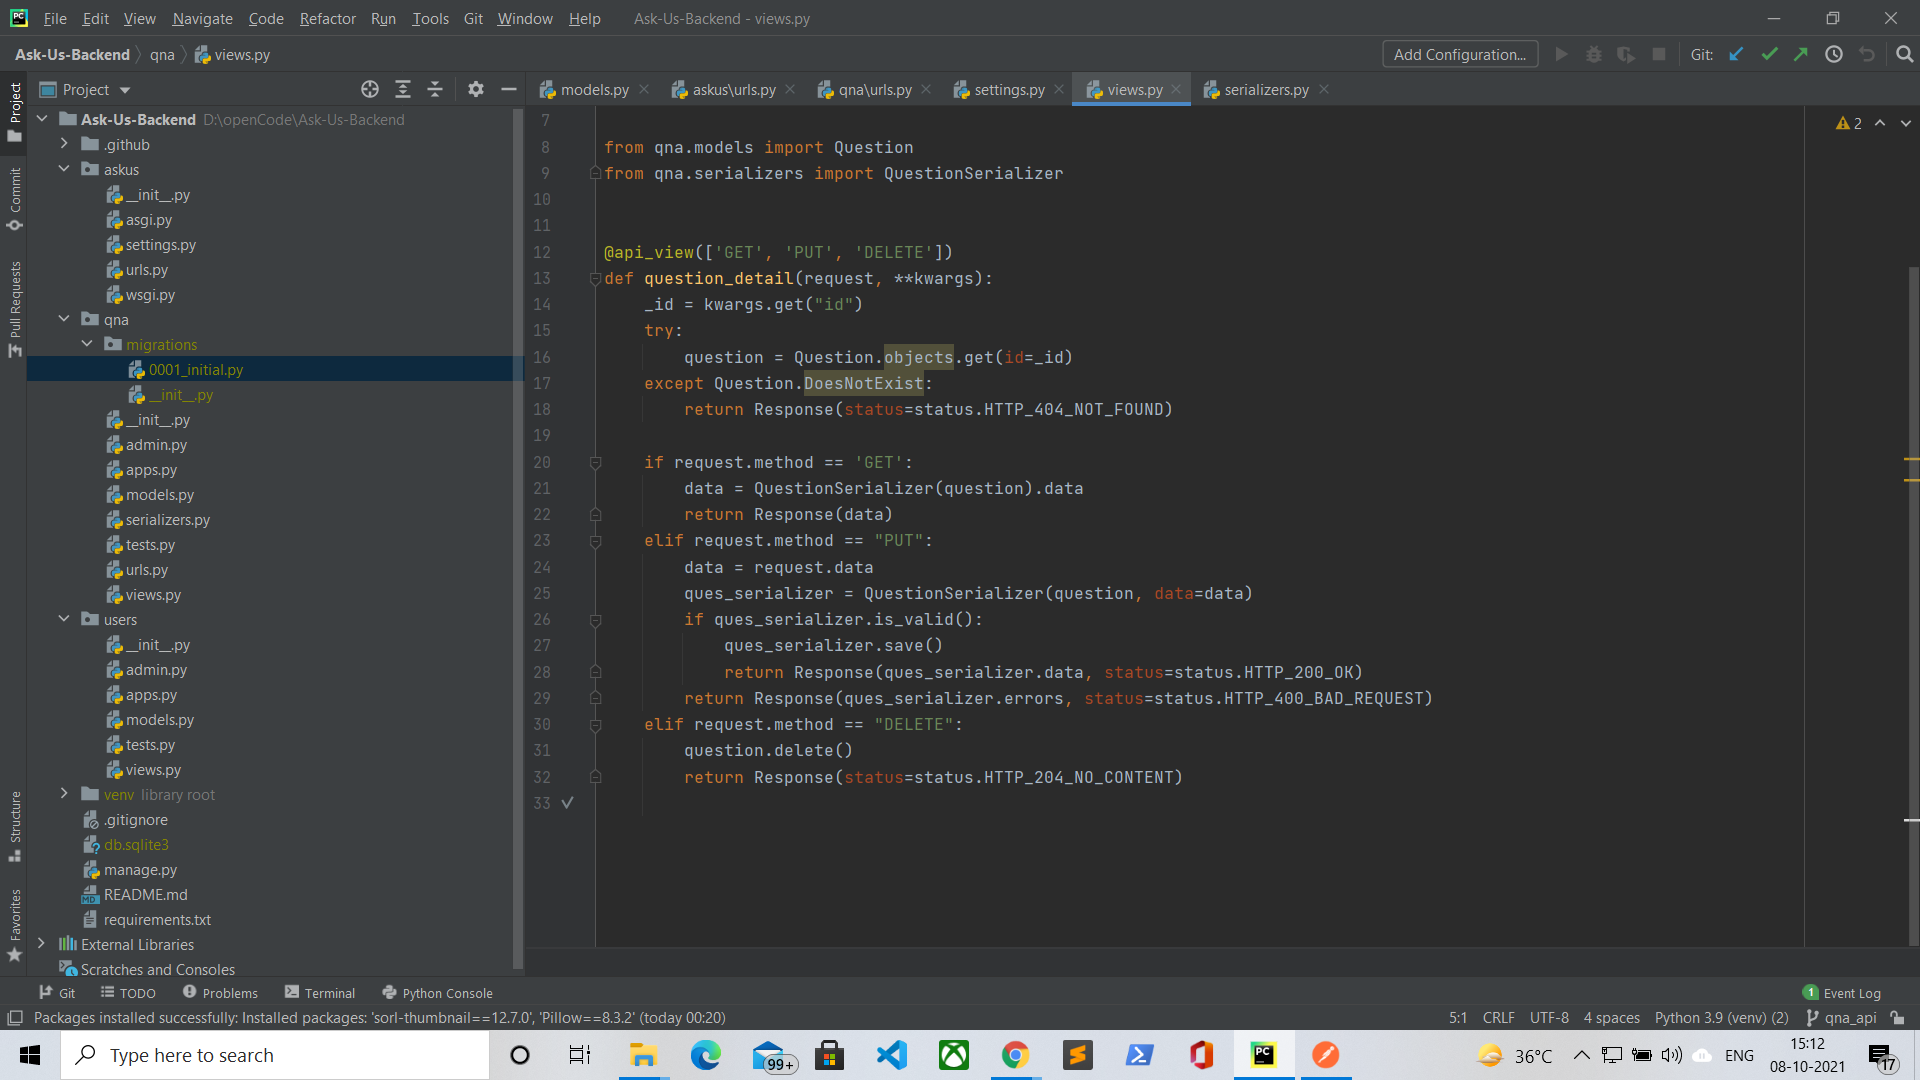 PC File Edit View Navigate Code Refactor Run Tools Git Window Help Ask-Us-Backend - views.py
Ask-Us-Backend qna views.py Add Configuration... Git:
Project models.py askus\urls.py qna\urls.py settings.py views.py serializers.py
Project
Commit
Pull Requests
Structure
Favorites
Ask-Us-Backend D:\openCode\Ask-Us-Backend
.github
askus
__init__.py
asgi.py
settings.py
urls.py
wsgi.py
qna
migrations
0001_initial.py
__init__.py
__init__.py
admin.py
apps.py
models.py
serializers.py
tests.py
urls.py
views.py
users
__init__.py
admin.py
apps.py
models.py
tests.py
views.py
venv library root
.gitignore
db.sqlite3
manage.py
README.md
requirements.txt
External Libraries
Scratches and Consoles
2
7
8 from qna.models import Question
9 from qna.serializers import QuestionSerializer
10
11
12 @api_view(['GET', 'PUT', 'DELETE'])
13 def question_detail(request, **kwargs):
14 _id = kwargs.get("id")
15 try:
16 question = Question.objects.get(id=_id)
17 except Question.DoesNotExist:
18 return Response(status=status.HTTP_404_NOT_FOUND)
19
20 if request.method == 'GET':
21 data = QuestionSerializer(question).data
22 return Response(data)
23 elif request.method == "PUT":
24 data = request.data
25 ques_serializer = QuestionSerializer(question, data=data)
26 if ques_serializer.is_valid():
27 ques_serializer.save()
28 return Response(ques_serializer.data, status=status.HTTP_200_OK)
29 return Response(ques_serializer.errors, status=status.HTTP_400_BAD_REQUEST)
30 elif request.method == "DELETE":
31 question.delete()
32 return Response(status=status.HTTP_204_NO_CONTENT)
33
Git TODO Problems Terminal Python Console 1 Event Log
Packages installed successfully: Installed packages: 'sorl-thumbnail==12.7.0', 'Pillow==8.3.2' (today 00:20) 5:1 CRLF UTF-8 4 spaces Python 3.9 (venv) (2) qna_api
Type here to search 99+ PC 36°C ENG 15:12
08-10-2021 17